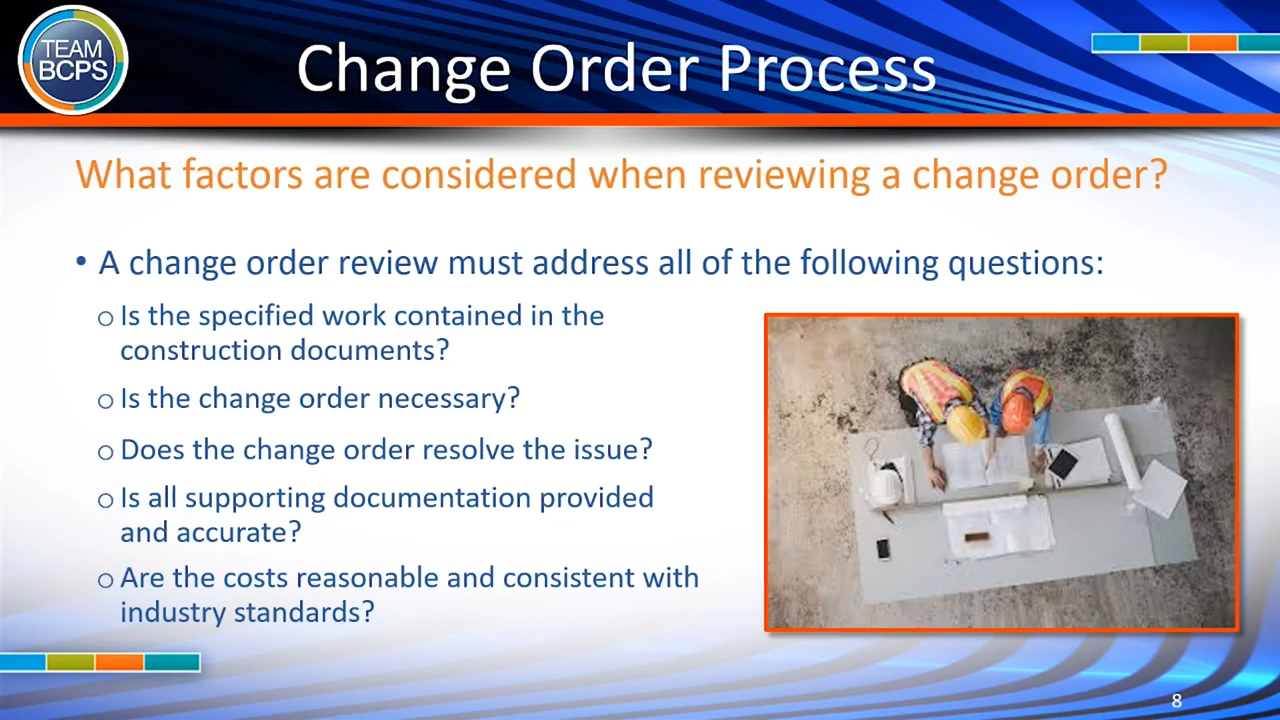 TEAM
BCPS
Change Order Process
What factors are considered when reviewing a change order?
• A change order review must address all of the following questions:
o Is the specified work contained in the
construction documents?
o Is the change order necessary?
o Does the change order resolve the issue?
o Is all supporting documentation provided
and accurate?
o Are the costs reasonable and consistent with
industry standards?
8